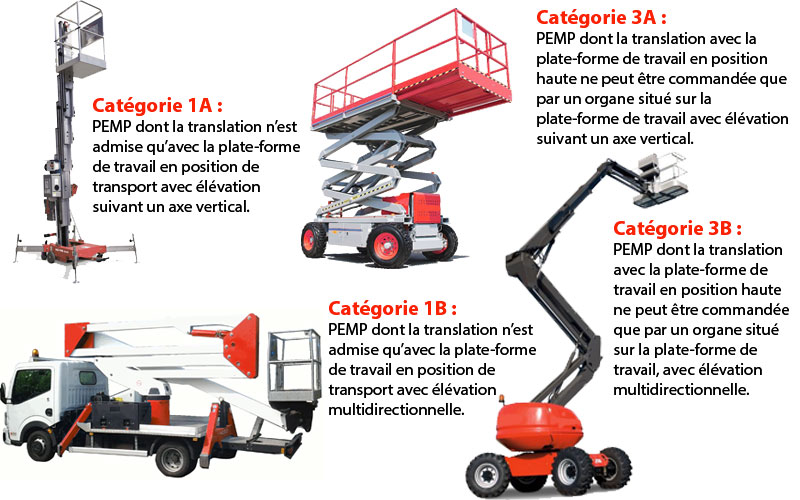 Catégorie 1A :
PEMP dont la translation n’est
admise qu’avec la plate-forme
de travail en position de
transport avec élévation
suivant un axe vertical.
Catégorie 3A :
PEMP dont la translation avec la
plate-forme de travail en position
haute ne peut être commandée que
par un organe situé sur la
plate-forme de travail avec élévation
suivant un axe vertical.
Catégorie 1B :
PEMP dont la translation n’est
admise qu’avec la plate-forme
de travail en position de
transport avec élévation
multidirectionnelle.
Catégorie 3B :
PEMP dont la translation
avec la plate-forme de
travail en position haute
ne peut être commandée
que par un organe situé
sur la plate-forme de
travail, avec élévation
multidirectionnelle.